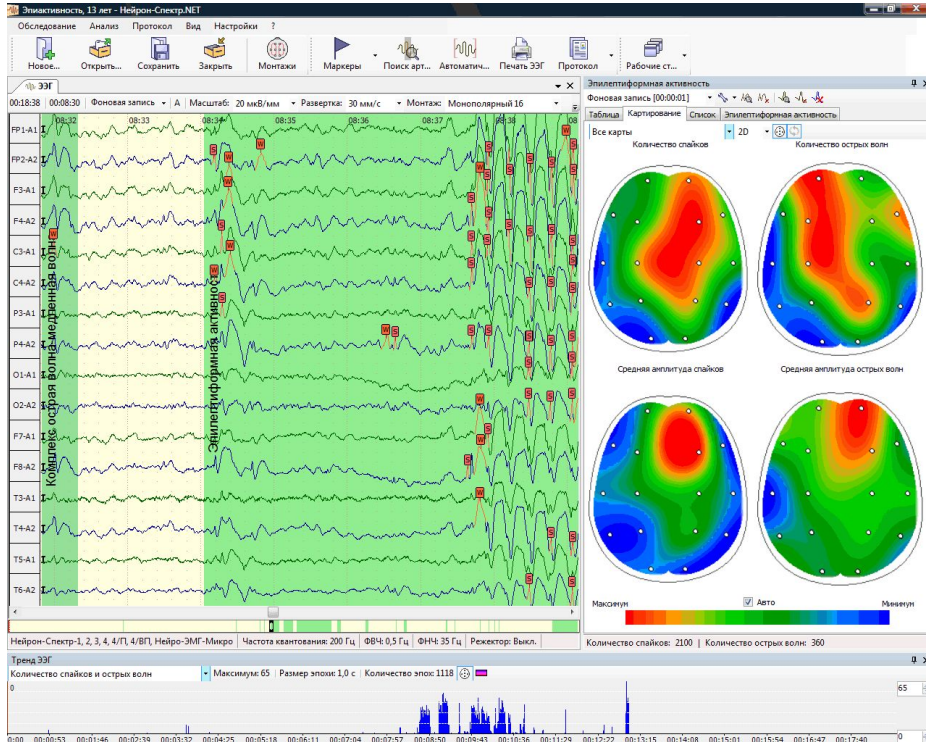 Эпиактивность, 13 лет - Нейрон-Спектр.NET
Обследование Анализ Протокол Вид Настройки ?
Новое... Открыть... Сохранить Закрыть Монтажи Маркеры Поиск арт... Автоматич... Печать ЭЭГ Протокол Рабочие ст...
ЭЭГ
00:18:38 00:08:30 Фоновая запись A Масштаб: 20 мкВ/мм Развертка: 30 мм/с Монтаж: Монополярный 16
08:32 08:33 08:34 08:35 08:36 08:37 08:38 08
FP1-A1
FP2-A2
F3-A1
F4-A2
C3-A1
C4-A2
P3-A1
P4-A2
O1-A1
O2-A2
F7-A1
F8-A2
T3-A1
T4-A2
T5-A1
T6-A2
Комплекс острая волна-медленная волна
Эпилептиформная активность
Нейрон-Спектр-1, 2, 3, 4, 4/П, 4/ВП, Нейро-ЭМГ-Микро Частота квантования: 200 Гц ФВЧ: 0,5 Гц ФНЧ: 35 Гц Режектор: Выкл.
Эпилептиформная активность
Фоновая запись [00:00:01]
Таблица Картирование Список Эпилептиформная активность
Все карты 2D
Количество спайков Количество острых волн
Средняя амплитуда спайков Средняя амплитуда острых волн
Максимум Авто Минимум
Количество спайков: 2100 | Количество острых волн: 360
Тренд ЭЭГ
Количество спайков и острых волн Максимум: 65 Размер эпохи: 1,0 с Количество эпох: 1118
0 65
0
0:00 00:00:53 00:01:46 00:02:39 00:03:32 00:04:25 00:05:18 00:06:11 00:07:04 00:07:57 00:08:50 00:09:43 00:10:36 00:11:29 00:12:22 00:13:15 00:14:08 00:15:01 00:15:54 00:16:47 00:17:40